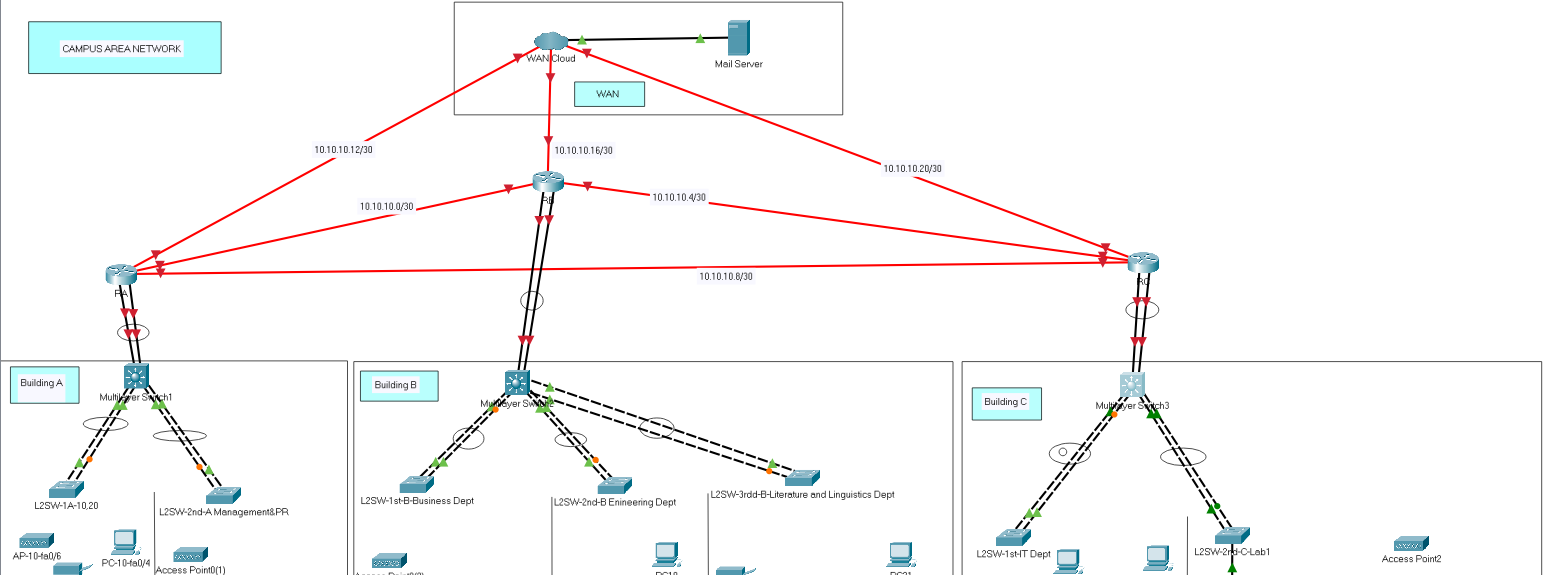 CAMPUS AREA NETWORK
WAN Cloud
Mail Server
WAN
10.10.10.12/30
10.10.10.16/30
10.10.10.20/30
RB
10.10.10.0/30
10.10.10.4/30
RA
10.10.10.8/30
RC
Building A
Building B
Building C
Multilayer Switch1
Multilayer Switch2
Multilayer Switch3
L2SW-1A-10,20
L2SW-2nd-A Management&PR
L2SW-1st-B-Business Dept
L2SW-2nd-B Enineering Dept
L2SW-3rdd-B-Literature and Linguistics Dept
L2SW-1st-IT Dept
L2SW-2nd-C-Lab1
AP-10-fa0/6
PC-10-fa0/4
Access Point0(1)
Access Point2